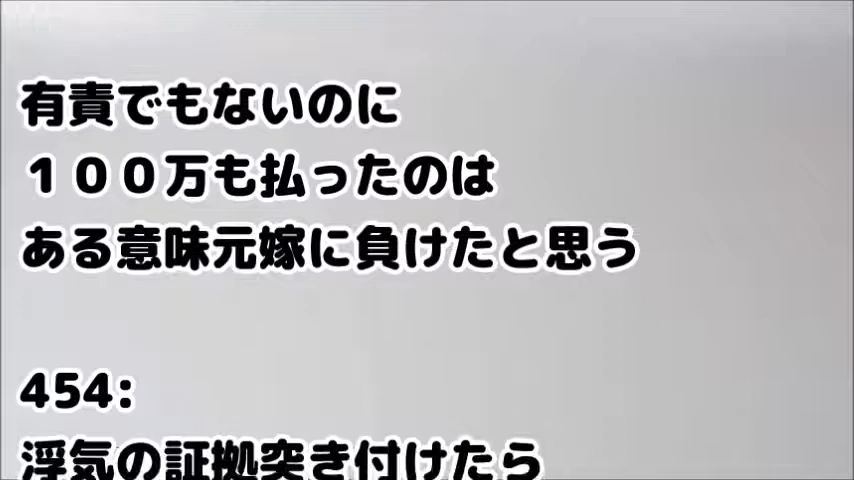 有責でもないのに
１００万も払ったのは
ある意味元嫁に負けたと思う
454:
浮気の証拠突き付けたら